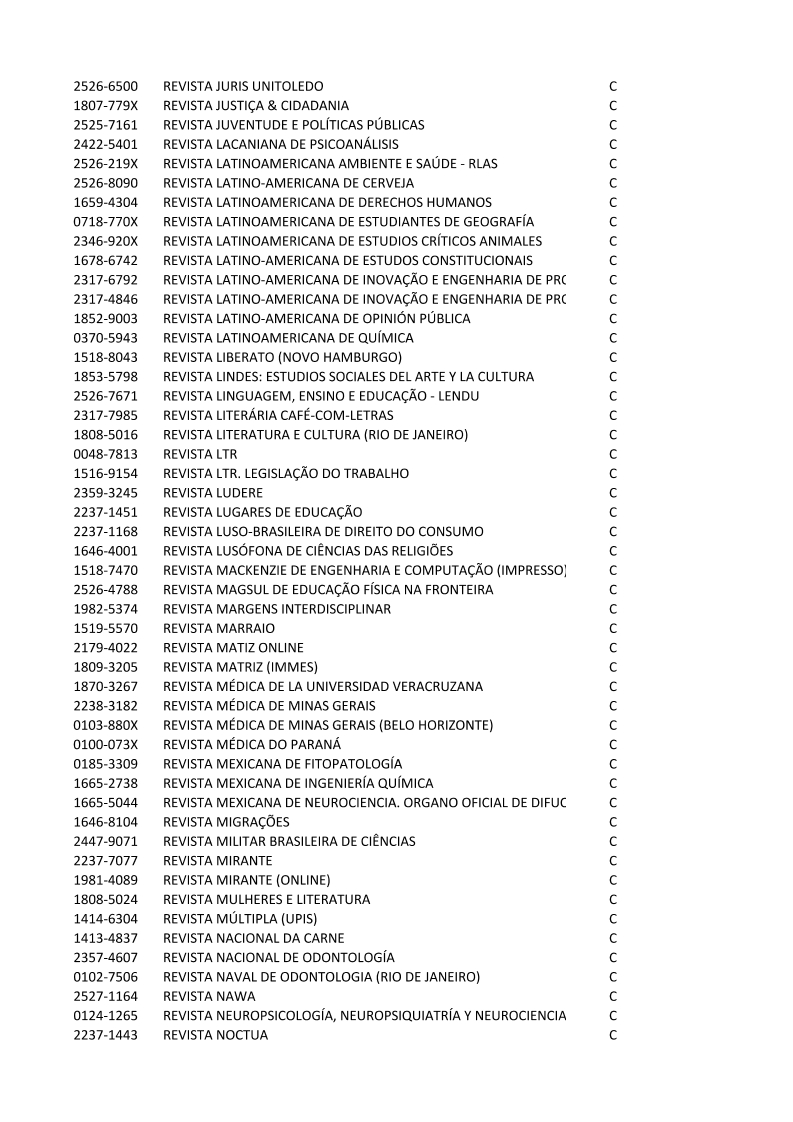 2526-6500 REVISTA JURIS UNITOLEDO C
1807-779X REVISTA JUSTIÇA & CIDADANIA C
2525-7161 REVISTA JUVENTUDE E POLÍTICAS PÚBLICAS C
2422-5401 REVISTA LACANIANA DE PSICOANÁLISIS C
2526-219X REVISTA LATINOAMERICANA AMBIENTE E SAÚDE - RLAS C
2526-8090 REVISTA LATINO-AMERICANA DE CERVEJA C
1659-4304 REVISTA LATINOAMERICANA DE DERECHOS HUMANOS C
0718-770X REVISTA LATINOAMERICANA DE ESTUDIANTES DE GEOGRAFÍA C
2346-920X REVISTA LATINOAMERICANA DE ESTUDIOS CRÍTICOS ANIMALES C
1678-6742 REVISTA LATINO-AMERICANA DE ESTUDOS CONSTITUCIONAIS C
2317-6792 REVISTA LATINO-AMERICANA DE INOVAÇÃO E ENGENHARIA DE PRO C
2317-4846 REVISTA LATINO-AMERICANA DE INOVAÇÃO E ENGENHARIA DE PRO C
1852-9003 REVISTA LATINO-AMERICANA DE OPINIÓN PÚBLICA C
0370-5943 REVISTA LATINOAMERICANA DE QUÍMICA C
1518-8043 REVISTA LIBERATO (NOVO HAMBURGO) C
1853-5798 REVISTA LINDES: ESTUDIOS SOCIALES DEL ARTE Y LA CULTURA C
2526-7671 REVISTA LINGUAGEM, ENSINO E EDUCAÇÃO - LENDU C
2317-7985 REVISTA LITERÁRIA CAFÉ-COM-LETRAS C
1808-5016 REVISTA LITERATURA E CULTURA (RIO DE JANEIRO) C
0048-7813 REVISTA LTR C
1516-9154 REVISTA LTR. LEGISLAÇÃO DO TRABALHO C
2359-3245 REVISTA LUDERE C
2237-1451 REVISTA LUGARES DE EDUCAÇÃO C
2237-1168 REVISTA LUSO-BRASILEIRA DE DIREITO DO CONSUMO C
1646-4001 REVISTA LUSÓFONA DE CIÊNCIAS DAS RELIGIÕES C
1518-7470 REVISTA MACKENZIE DE ENGENHARIA E COMPUTAÇÃO (IMPRESSO) C
2526-4788 REVISTA MAGSUL DE EDUCAÇÃO FÍSICA NA FRONTEIRA C
1982-5374 REVISTA MARGENS INTERDISCIPLINAR C
1519-5570 REVISTA MARRAIO C
2179-4022 REVISTA MATIZ ONLINE C
1809-3205 REVISTA MATRIZ (IMMES) C
1870-3267 REVISTA MÉDICA DE LA UNIVERSIDAD VERACRUZANA C
2238-3182 REVISTA MÉDICA DE MINAS GERAIS C
0103-880X REVISTA MÉDICA DE MINAS GERAIS (BELO HORIZONTE) C
0100-073X REVISTA MÉDICA DO PARANÁ C
0185-3309 REVISTA MEXICANA DE FITOPATOLOGÍA C
1665-2738 REVISTA MEXICANA DE INGENIERÍA QUÍMICA C
1665-5044 REVISTA MEXICANA DE NEUROCIENCIA. ORGANO OFICIAL DE DIFUC C
1646-8104 REVISTA MIGRAÇÕES C
2447-9071 REVISTA MILITAR BRASILEIRA DE CIÊNCIAS C
2237-7077 REVISTA MIRANTE C
1981-4089 REVISTA MIRANTE (ONLINE) C
1808-5024 REVISTA MULHERES E LITERATURA C
1414-6304 REVISTA MÚLTIPLA (UPIS) C
1413-4837 REVISTA NACIONAL DA CARNE C
2357-4607 REVISTA NACIONAL DE ODONTOLOGÍA C
0102-7506 REVISTA NAVAL DE ODONTOLOGIA (RIO DE JANEIRO) C
2527-1164 REVISTA NAWA C
0124-1265 REVISTA NEUROPSICOLOGÍA, NEUROPSIQUIATRÍA Y NEUROCIENCIA C
2237-1443 REVISTA NOCTUA C